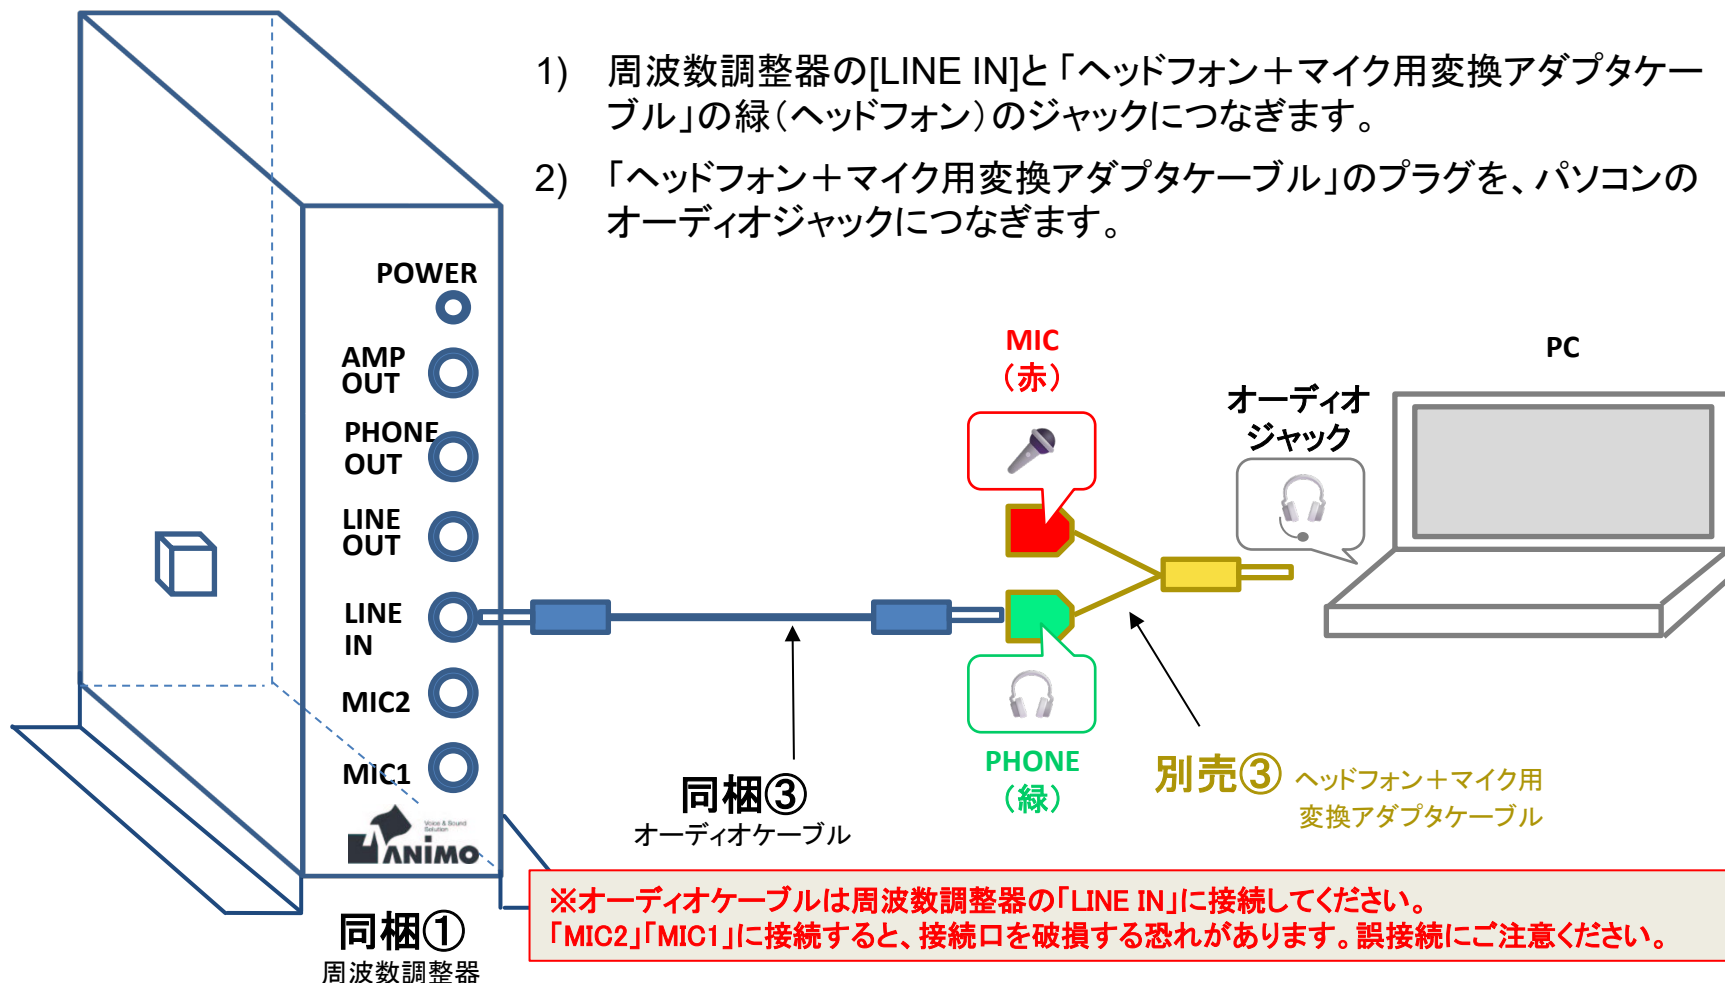 1) 周波数調整器の[LINE IN]と「ヘッドフォン＋マイク用変換アダプタケー
ブル」の緑（ヘッドフォン）のジャックにつなぎます。
2) 「ヘッドフォン＋マイク用変換アダプタケーブル」のプラグを、パソコンの
オーディオジャックにつなぎます。
POWER
AMP
OUT
PHONE
OUT
LINE
OUT
LINE
IN
MIC2
MIC1
Voice & Sound
Solution
ANIMO
MIC
（赤）
PC
オーディオ
ジャック
PHONE
（緑）
同梱③
オーディオケーブル
別売③ ヘッドフォン＋マイク用
変換アダプタケーブル
※オーディオケーブルは周波数調整器の「LINE IN」に接続してください。
「MIC2」「MIC1」に接続すると、接続口を破損する恐れがあります。誤接続にご注意ください。
同梱①
周波数調整器